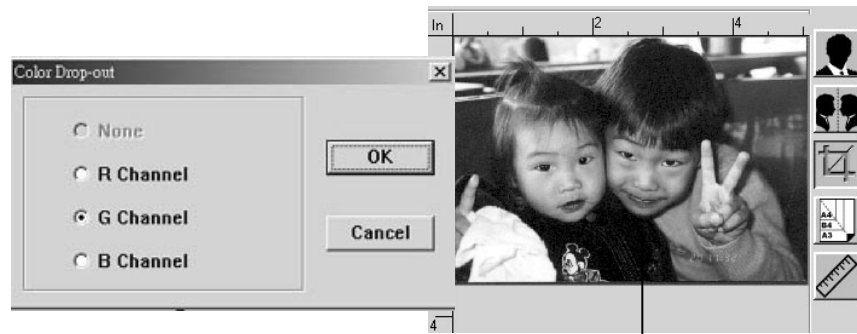 Color Drop-out
None
R Channel
G Channel
B Channel
OK
Cancel
In
2
4
4
A4
B4
A3